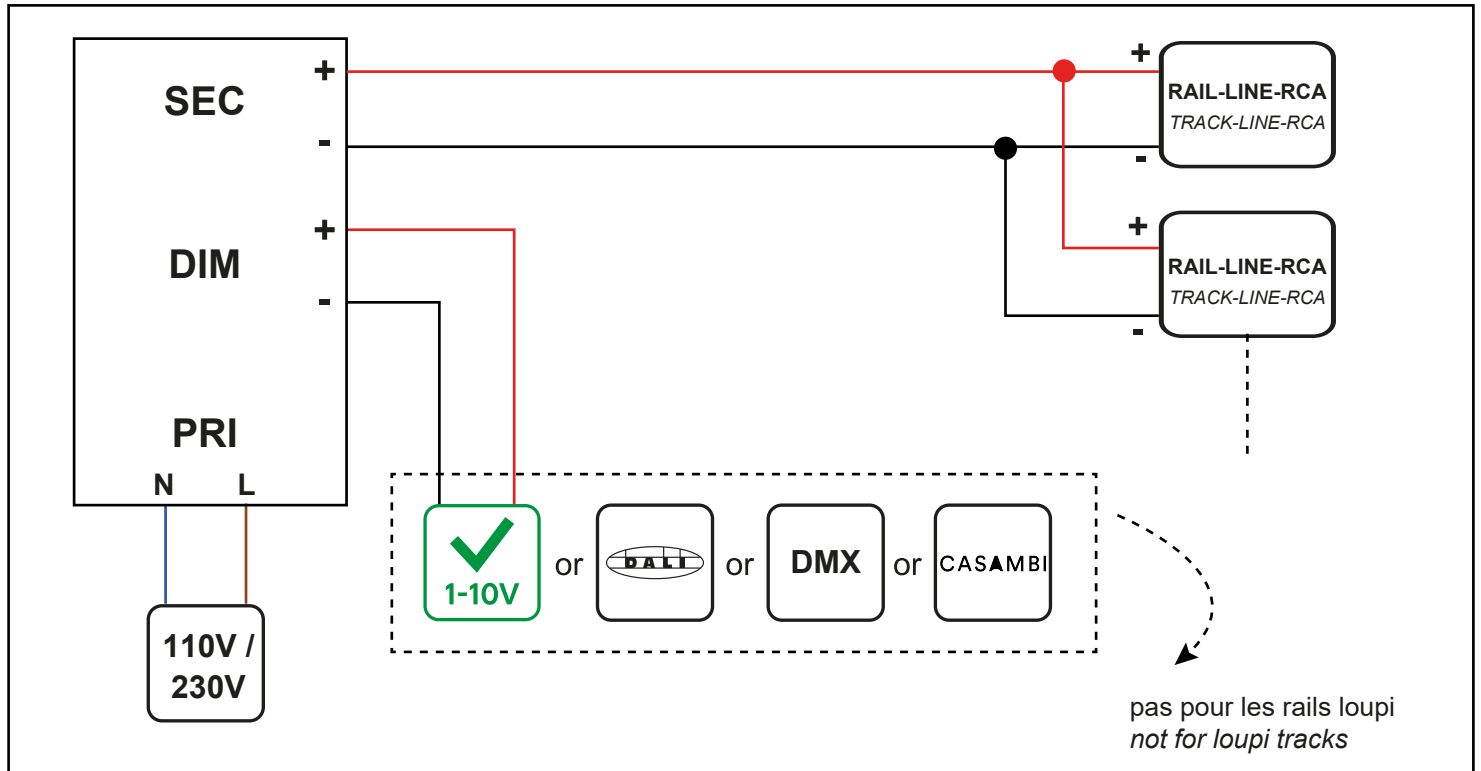 SEC
+
-
DIM
+
-
PRI
N L
110V /
230V
+
RAIL-LINE-RCA
TRACK-LINE-RCA
-
+
RAIL-LINE-RCA
TRACK-LINE-RCA
-
1-10V
or
DALI
or
DMX
or
CASAMBI
pas pour les rails loupi
not for loupi tracks